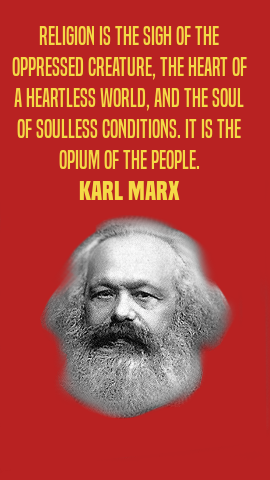 RELIGION IS THE SIGH OF THE
OPPRESSED CREATURE, THE HEART OF
A HEARTLESS WORLD, AND THE SOUL
OF SOULLESS CONDITIONS. IT IS THE
OPIUM OF THE PEOPLE.
KARL MARX